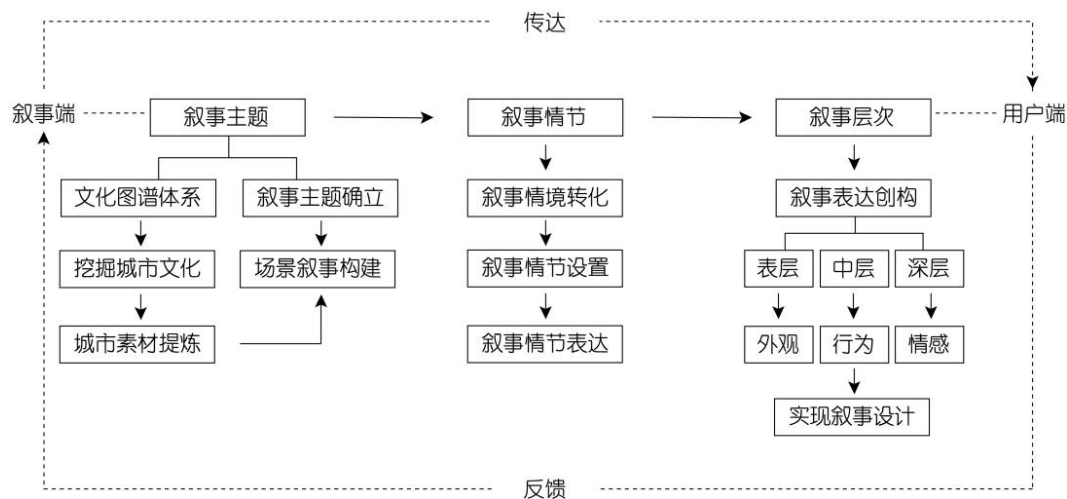 传达
叙事端
叙事主题
叙事情节
叙事层次
用户端
文化图谱体系
叙事主题确立
叙事情境转化
叙事表达创构
挖掘城市文化
场景叙事构建
叙事情节设置
表层
中层
深层
城市素材提炼
叙事情节表达
外观
行为
情感
实现叙事设计
反馈